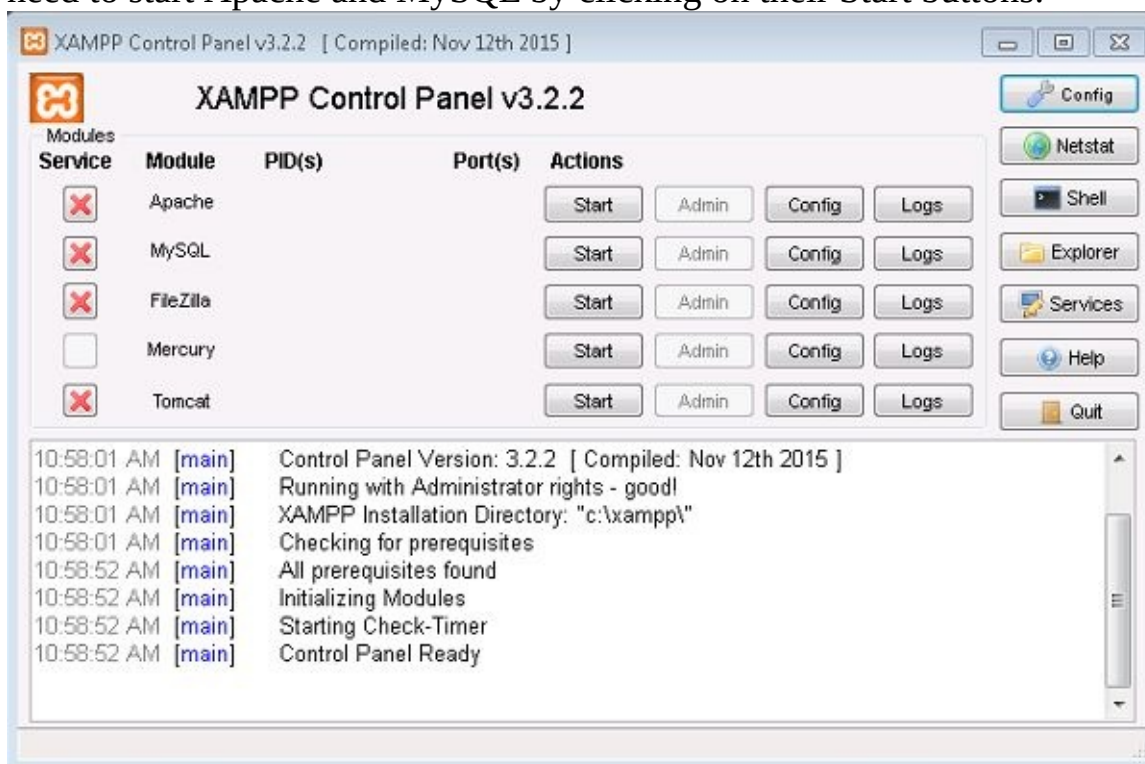 need to start Apache and MySQL by clicking on their Start buttons.
XAMPP Control Panel v3.2.2 [ Compiled: Nov 12th 2015 ]
XAMPP Control Panel v3.2.2
Config
Modules
Netstat
Service Module PID(s) Port(s) Actions
Apache Start Admin Config Logs
Shell
MySQL Start Admin Config Logs
Explorer
FileZilla Start Admin Config Logs
Services
Mercury Start Admin Config Logs
Help
Tomcat Start Admin Config Logs
Quit
10:58:01 AM [main] Control Panel Version: 3.2.2 [ Compiled: Nov 12th 2015 ]
10:58:01 AM [main] Running with Administrator rights - good!
10:58:01 AM [main] XAMPP Installation Directory: "c:\xampp\"
10:58:01 AM [main] Checking for prerequisites
10:58:52 AM [main] All prerequisites found
10:58:52 AM [main] Initializing Modules
10:58:52 AM [main] Starting Check-Timer
10:58:52 AM [main] Control Panel Ready